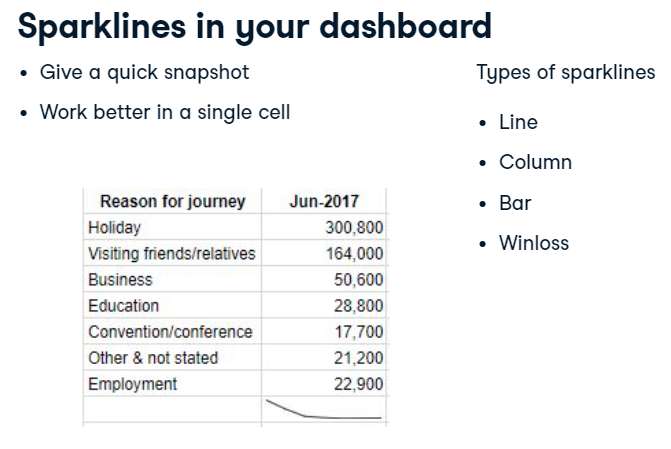 Sparklines in your dashboard
• Give a quick snapshot
• Work better in a single cell
Types of sparklines
• Line
• Column
• Bar
• Winloss
Reason for journey Jun-2017
Holiday 300,800
Visiting friends/relatives 164,000
Business 50,600
Education 28,800
Convention/conference 17,700
Other & not stated 21,200
Employment 22,900